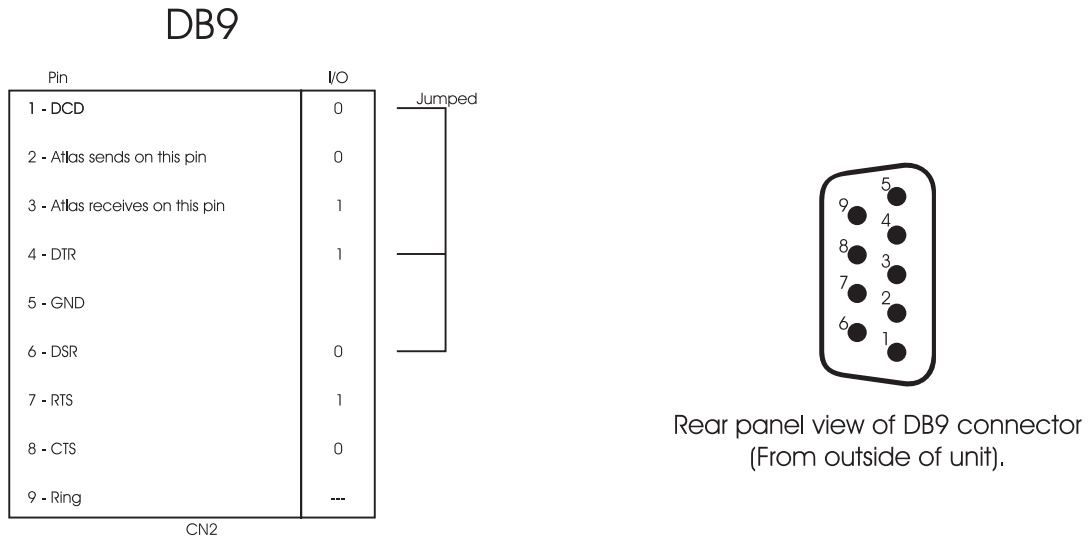 DB9
Pin I/O
Jumped
1 - DCD 0
2 - Atlas sends on this pin 0
3 - Atlas receives on this pin 1
4 - DTR 1
5 - GND
6 - DSR 0
7 - RTS 1
8 - CTS 0
9 - Ring ---
CN2
5
9
4
8
3
7
2
6
1
Rear panel view of DB9 connector
(From outside of unit).